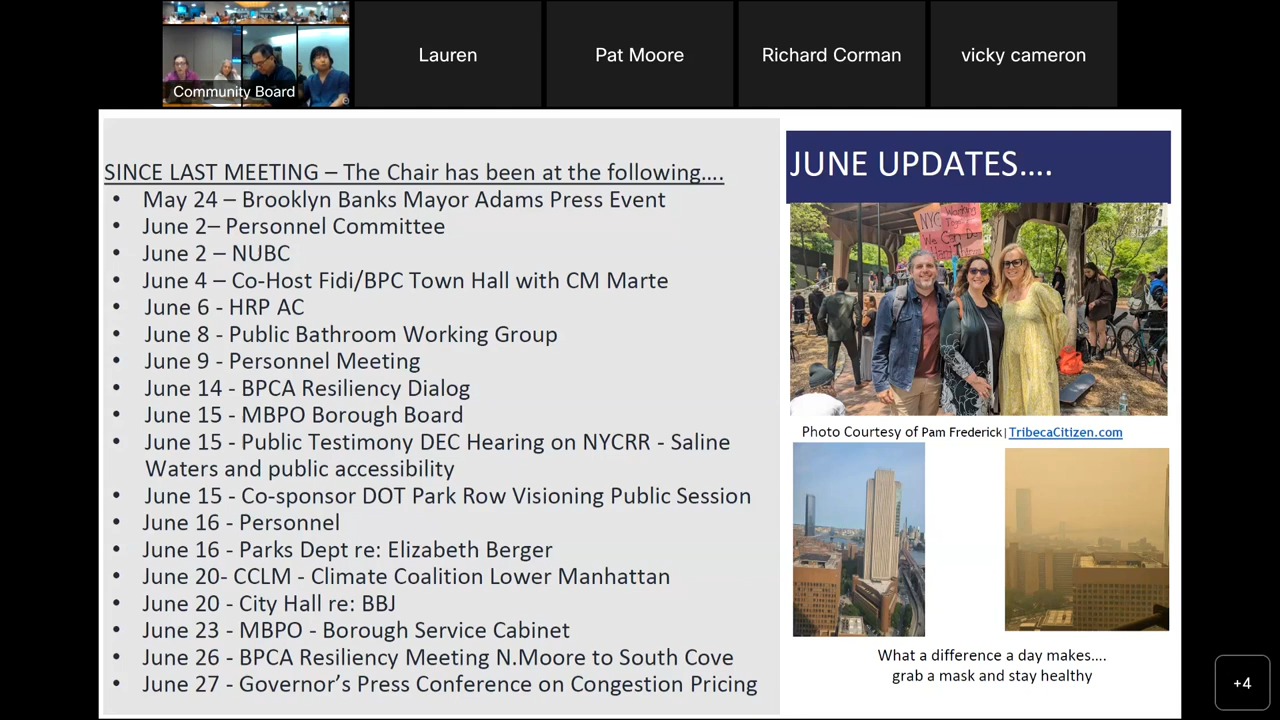 Community Board
Lauren
Pat Moore
Richard Corman
vicky cameron
SINCE LAST MEETING – The Chair has been at the following....
• May 24 – Brooklyn Banks Mayor Adams Press Event
• June 2– Personnel Committee
• June 2 – NUBC
• June 4 – Co-Host Fidi/BPC Town Hall with CM Marte
• June 6 - HRP AC
• June 8 - Public Bathroom Working Group
• June 9 - Personnel Meeting
• June 14 - BPCA Resiliency Dialog
• June 15 - MBPO Borough Board
• June 15 - Public Testimony DEC Hearing on NYCRR - Saline
Waters and public accessibility
• June 15 - Co-sponsor DOT Park Row Visioning Public Session
• June 16 - Personnel
• June 16 - Parks Dept re: Elizabeth Berger
• June 20- CCLM - Climate Coalition Lower Manhattan
• June 20 - City Hall re: BBJ
• June 23 - MBPO - Borough Service Cabinet
• June 26 - BPCA Resiliency Meeting N.Moore to South Cove
• June 27 - Governor's Press Conference on Congestion Pricing
JUNE UPDATES....
NYC
We Can Do
Photo Courtesy of Pam Frederick| TribecaCitizen.com
What a difference a day makes....
grab a mask and stay healthy
+4